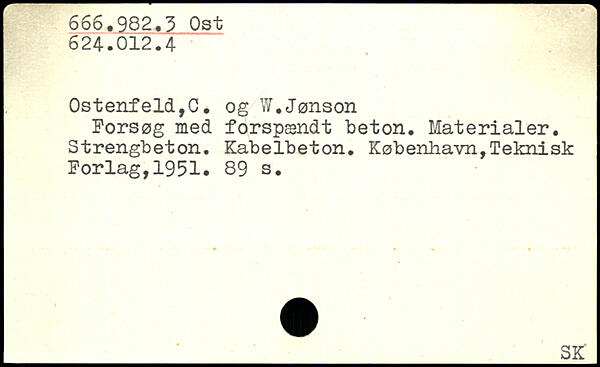 666.982.3 Ost
624.012.4
Ostenfeld,C. og W.Jønson
Forsøg med forspændt beton. Materialer.
Strengbeton. Kabelbeton. København,Teknisk
Forlag,1951. 89 s.
SK